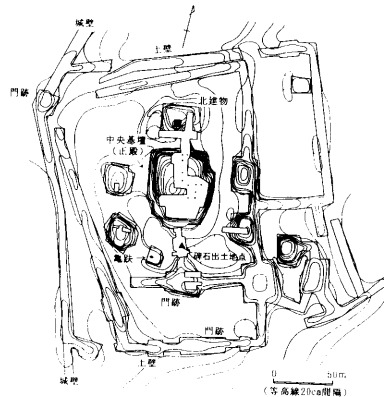 城壁
土壁
門跡
北建物
中央基壇
(正殿)
亀趺
碑石出土地点
門跡
門跡
土壁
城壁
0 50m
(等高線20cm間隔)